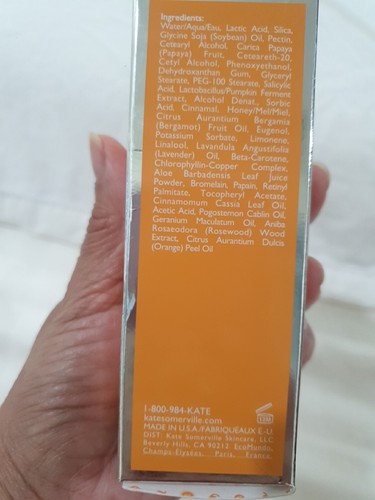 Ingredients:
Water/Aqua/Eau, Lactic Acid, Silica,
Glycine Soja (Soybean) Oil, Pectin,
Cetearyl Alcohol, Carica Papaya
(Papaya) Fruit, Ceteareth-20,
Cetyl Alcohol, Phenoxyethanol,
Dehydroxanthan Gum, Glyceryl
Stearate, PEG-100 Stearate, Salicylic
Acid, Lactobacillus/Pumpkin Ferment
Extract, Alcohol Denat., Sorbic
Acid, Cinnamal, Honey/Mel/Miel,
Citrus Aurantium Bergamia
(Bergamot) Fruit Oil, Eugenol,
Potassium Sorbate, Limonene,
Linalool, Lavandula Angustifolia
(Lavender) Oil, Beta-Carotene,
Chlorophyllin-Copper Complex,
Aloe Barbadensis Leaf Juice
Powder, Bromelain, Papain, Retinyl
Palmitate, Tocopheryl Acetate,
Cinnamomum Cassia Leaf Oil,
Acetic Acid, Pogostemon Cablin Oil,
Geranium Maculatum Oil, Aniba
Rosaeodora (Rosewood) Wood
Extract, Citrus Aurantium Dulcis
(Orange) Peel Oil
1-800-984-KATE
katesomerville.com
MADE IN U.S.A./FABRIQUÉ AUX É.-U.
DIST. Kate Somerville Skincare, LLC
Beverly Hills, CA 90212. EcoMundo,
Champs-Élysées, Paris, France.
12M